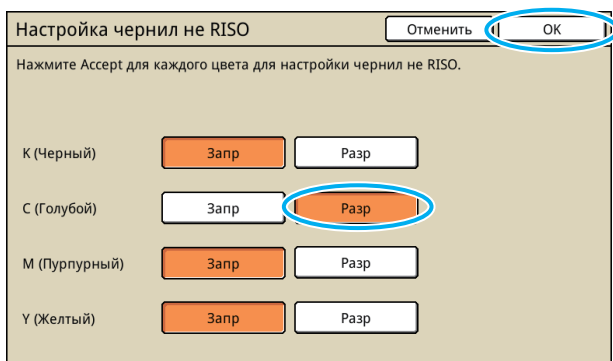 Настройка чернил не RISO Отменить OK
Нажмите Accept для каждого цвета для настройки чернил не RISO.
K (Черный) Запр Разр
C (Голубой) Запр Разр
M (Пурпурный) Запр Разр
Y (Желтый) Запр Разр